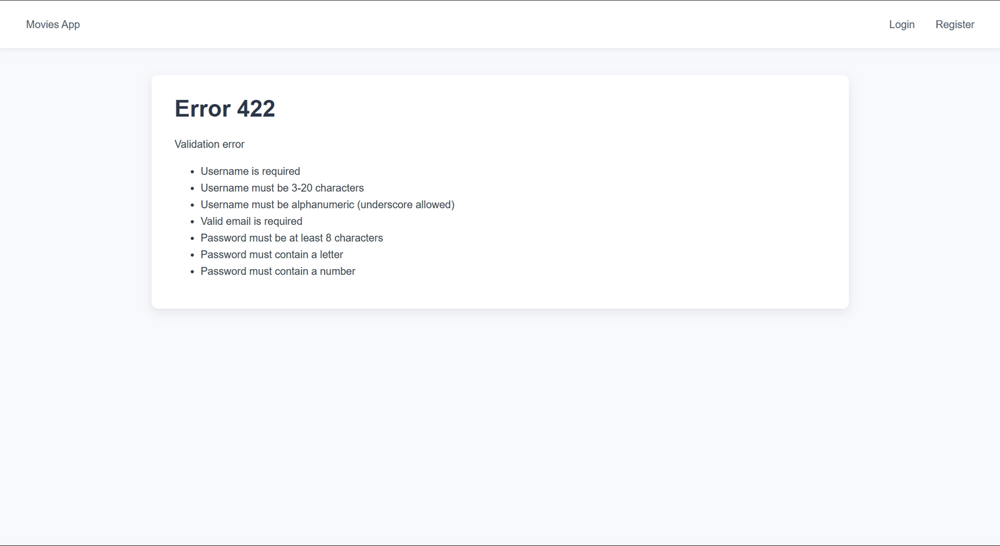 Movies App
Login
Register
Error 422
Validation error
• Username is required
• Username must be 3-20 characters
• Username must be alphanumeric (underscore allowed)
• Valid email is required
• Password must be at least 8 characters
• Password must contain a letter
• Password must contain a number